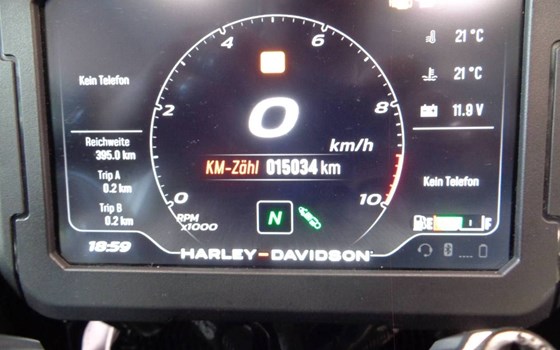 4 6
21 °C
Kein Telefon
21 °C
2 0 8
11.9 V
km/h
Reichweite
395.0 km
KM-Zähl 015034 km
Trip A
0.2 km
Kein Telefon
0 10
Trip B
0.2 km
RPM
x1000
N
E F
18:59
HARLEY-DAVIDSON